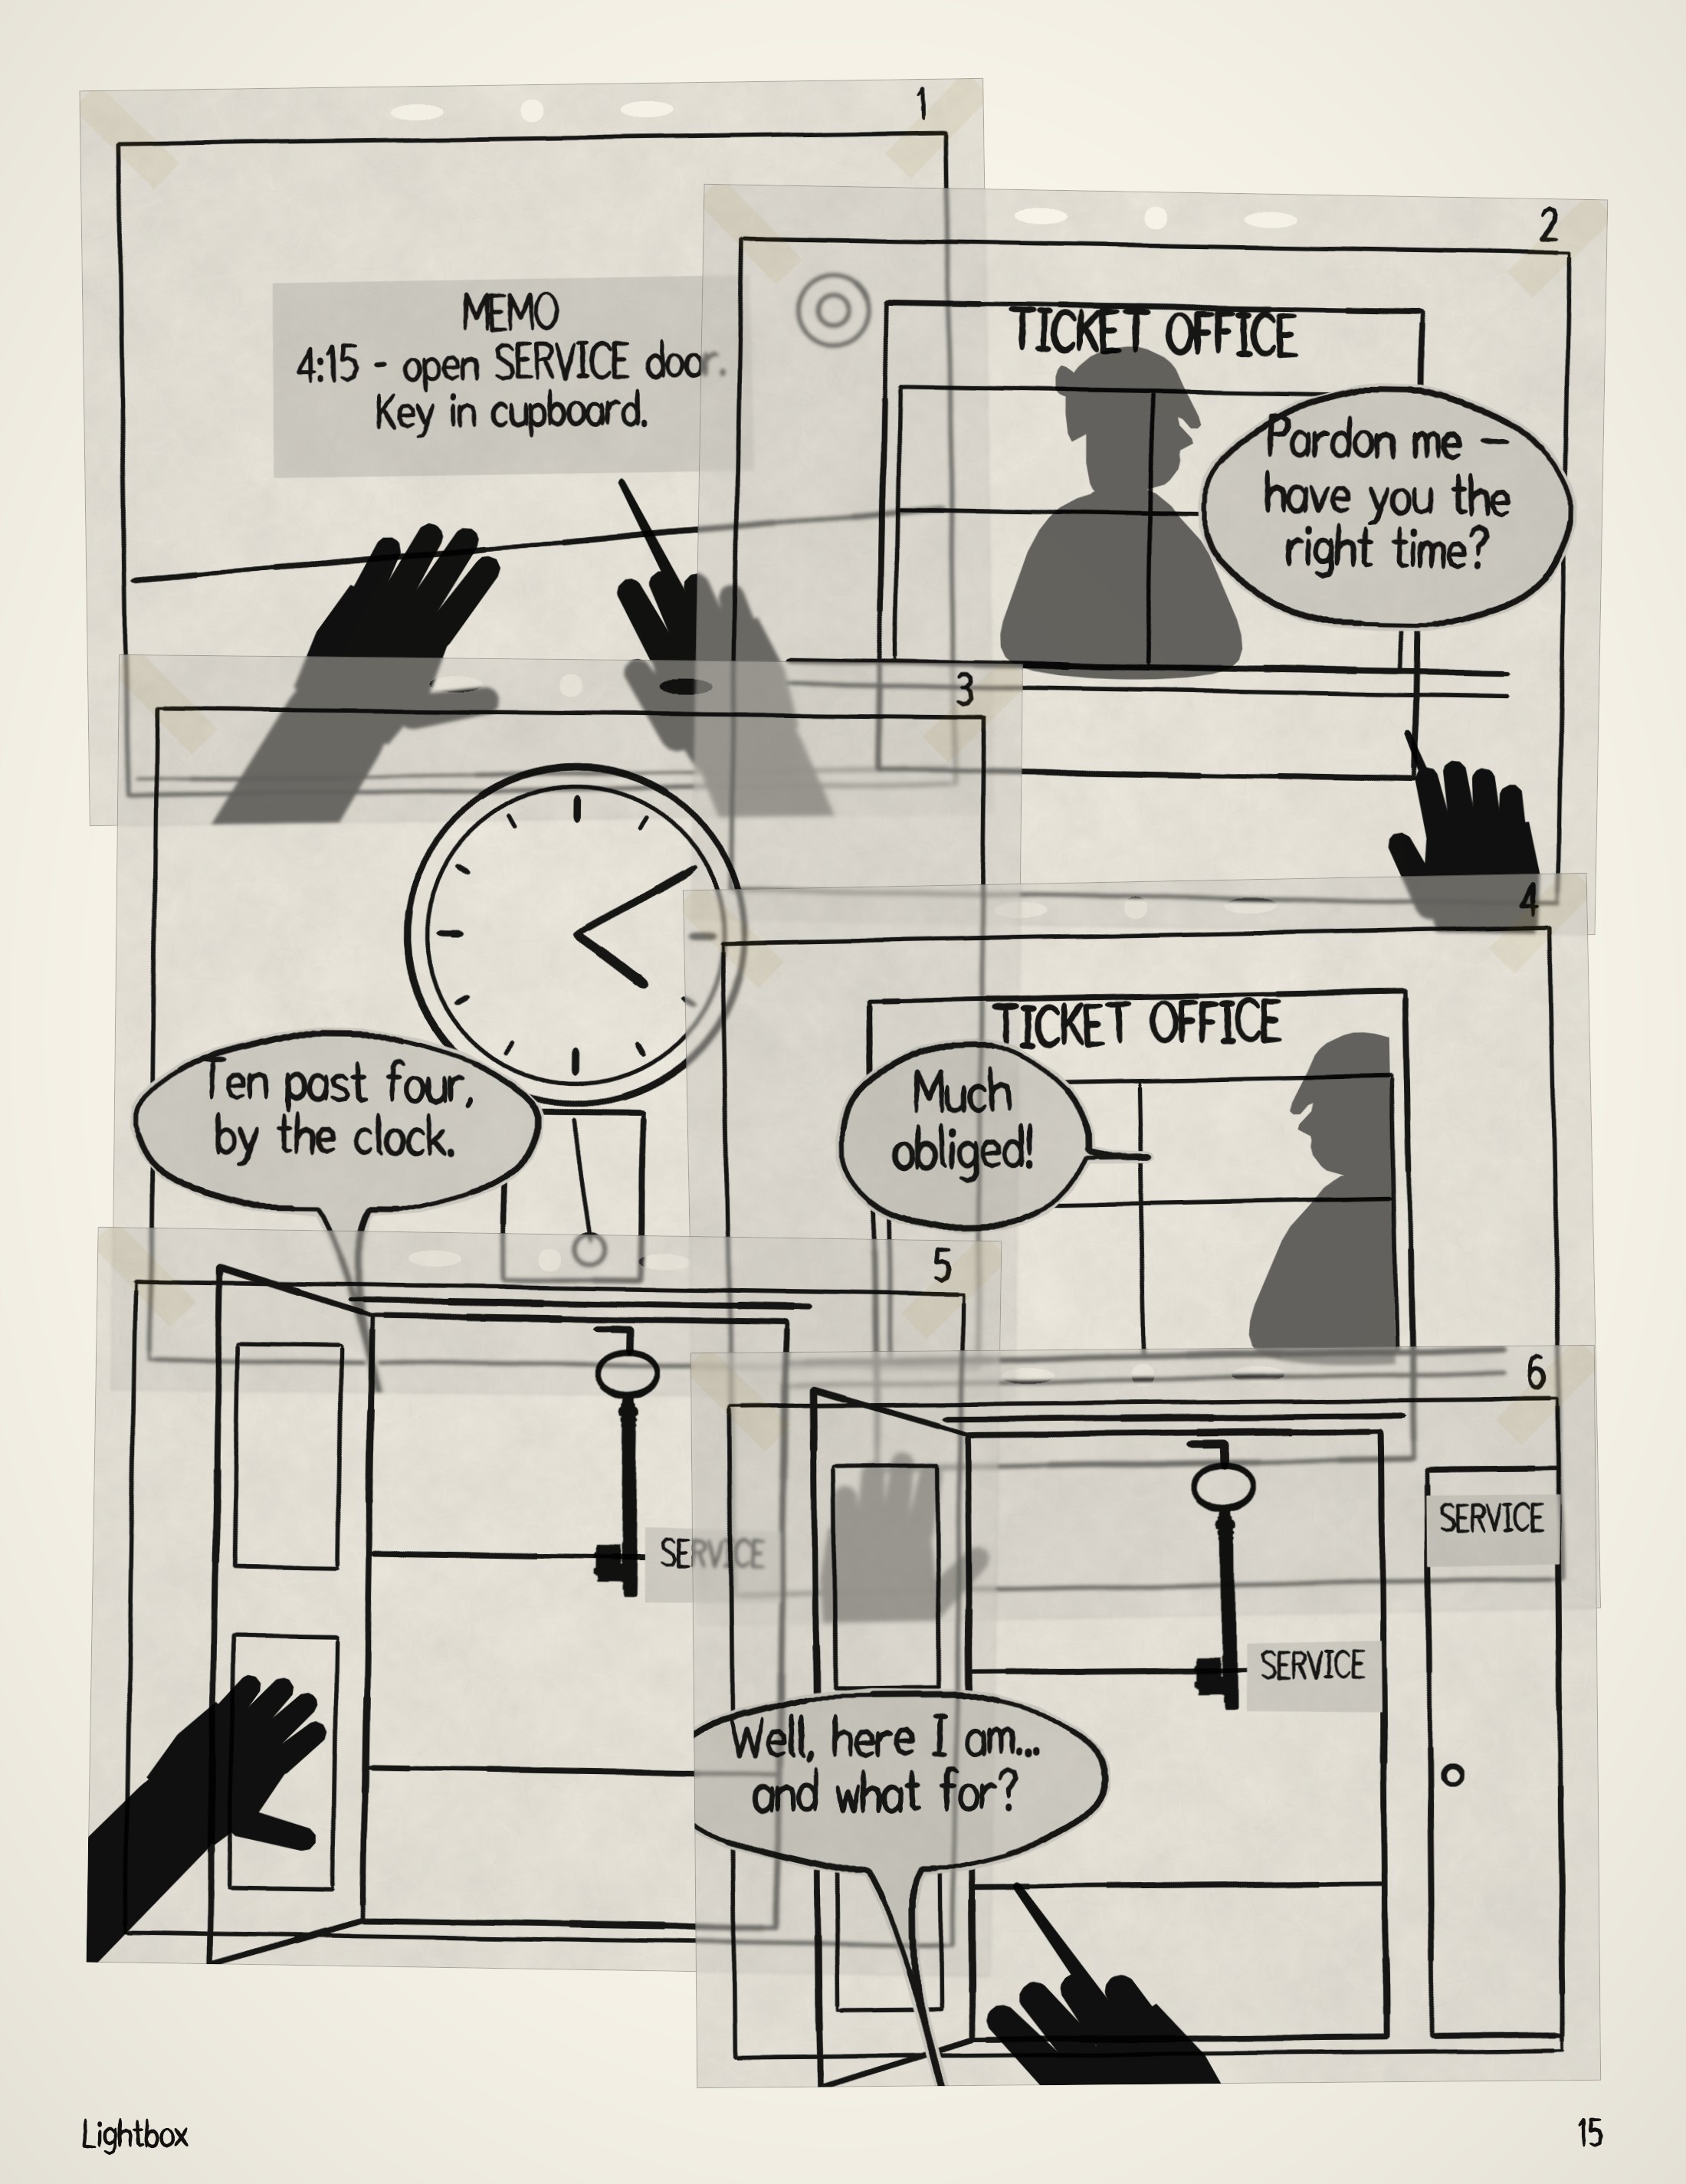 1
MEMO
4:15 - open SERVICE door.
Key in cupboard.
2
TICKET OFFICE
Pardon me —
have you the
right time?
3
Ten past four,
by the clock.
4
TICKET OFFICE
Much
obliged!
5
SERVICE
6
SERVICE
SERVICE
Well, here I am...
and what for?
Lightbox
15